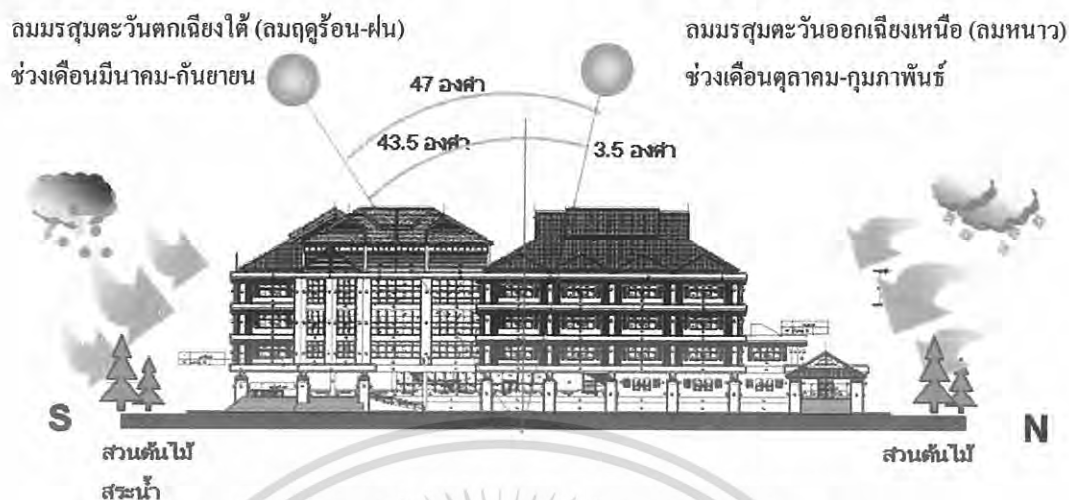 ลมมรสุมตะวันตกเฉียงใต้ (ลมฤดูร้อน-ฝน)
ช่วงเดือนมีนาคม-กันยายน
ลมมรสุมตะวันออกเฉียงเหนือ (ลมหนาว)
ช่วงเดือนตุลาคม-กุมภาพันธ์
47 องศา
43.5 องศา
3.5 องศา
S
N
สวนต้นไม้
สระน้ำ
สวนต้นไม้